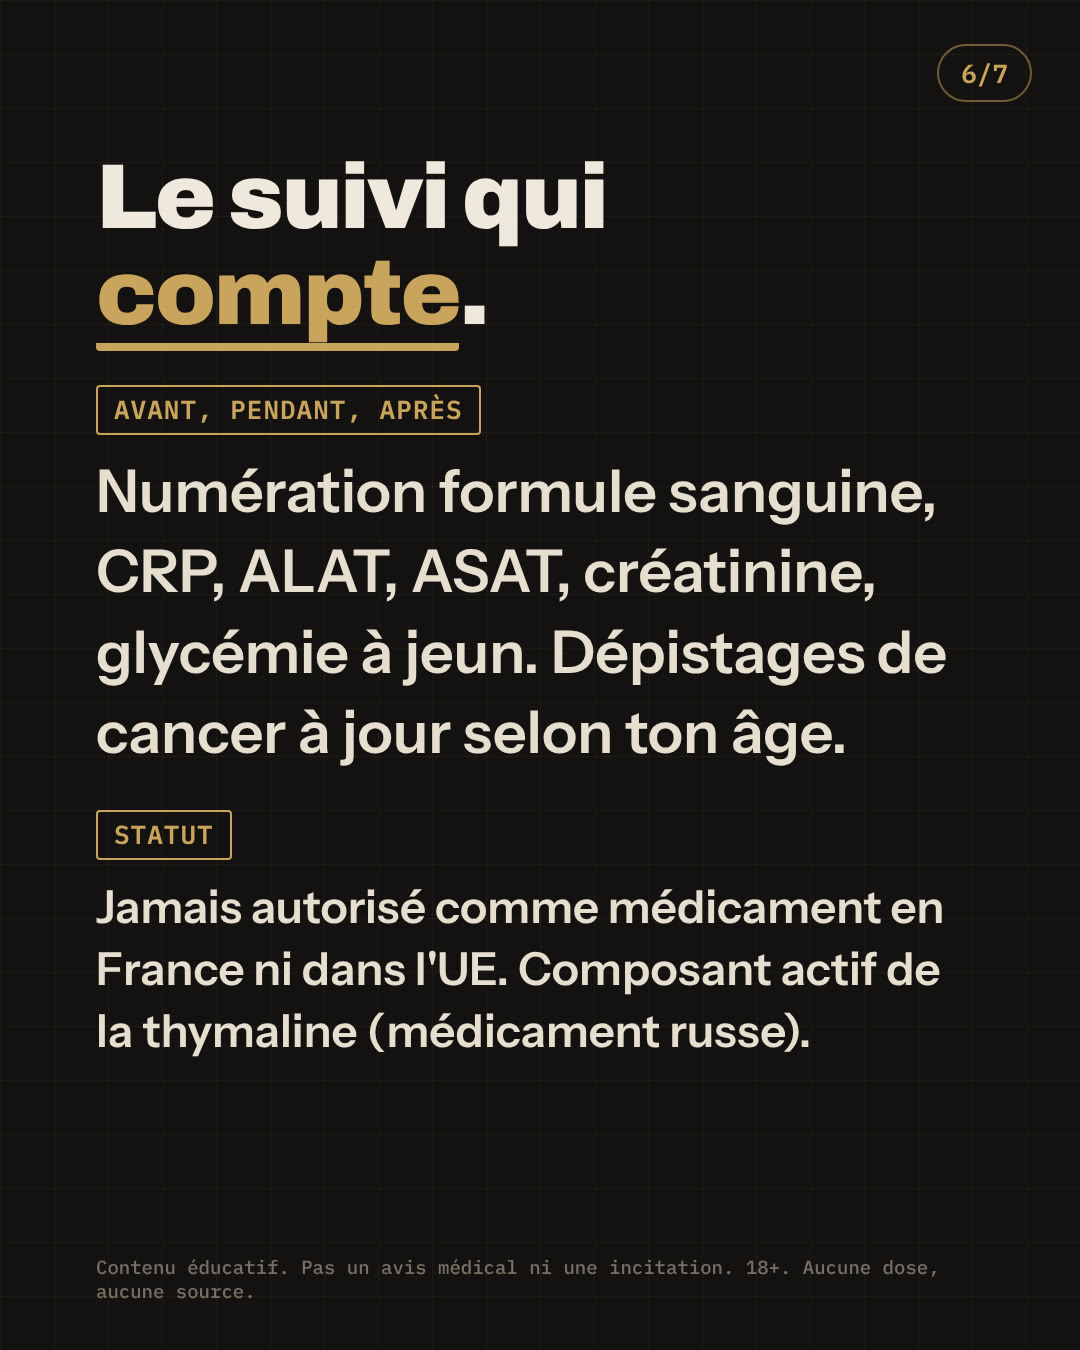 6/7
Le suivi qui
compte.
AVANT, PENDANT, APRÈS
Numération formule sanguine,
CRP, ALAT, ASAT, créatinine,
glycémie à jeun. Dépistages de
cancer à jour selon ton âge.
STATUT
Jamais autorisé comme médicament en
France ni dans l'UE. Composant actif de
la thymaline (médicament russe).
Contenu éducatif. Pas un avis médical ni une incitation. 18+. Aucune dose,
aucune source.